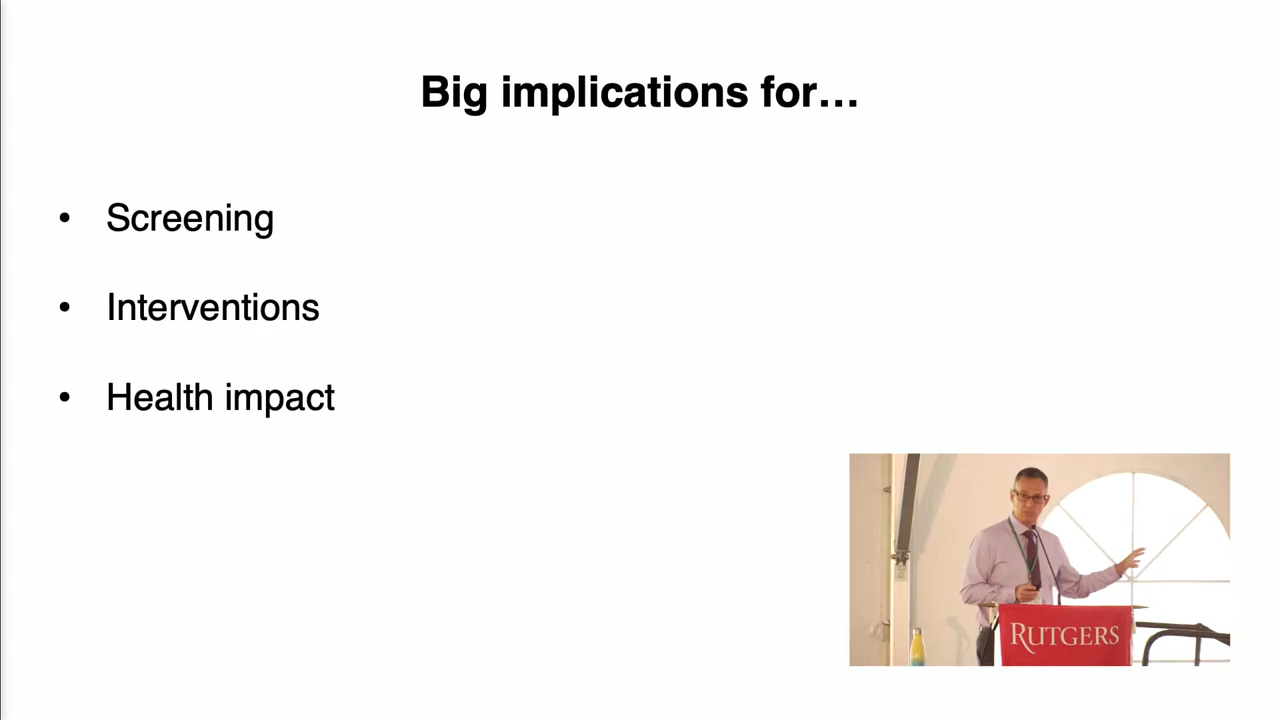 Big implications for...
• Screening
• Interventions
• Health impact
RUTGERS